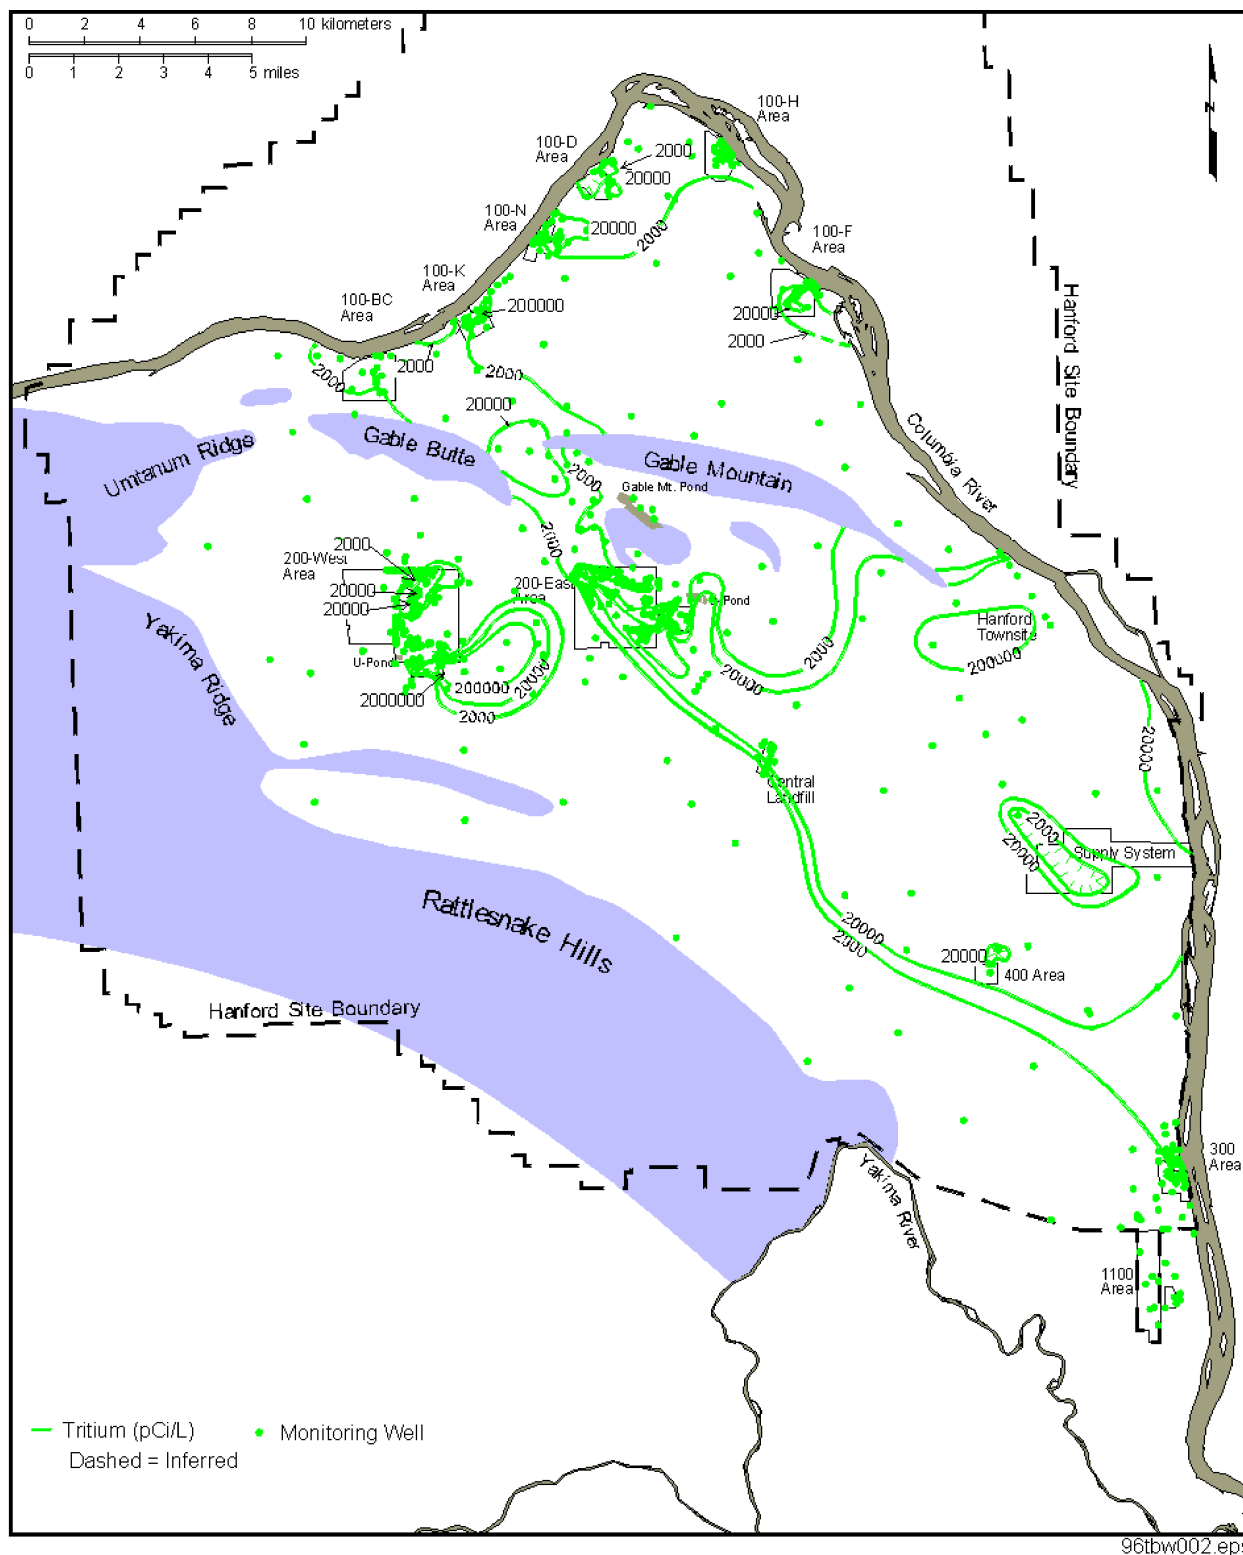 0 2 4 6 8 10 kilometers
0 1 2 3 4 5 miles
N
100-H
Area
100-D
Area
2000
20000
100-N
Area
20000
2000
100-F
Area
100-K
Area
200000
100-BC
Area
20000
2000
2000
2000
2000
Hanford Site Boundary
20000
Columbia River
Umtanum Ridge
Gable Butte
2000
Gable Mountain
Gable Mt. Pond
2000
2000
200-West
Area
20000
20000
200-East
Area
Pond
Hanford
Townsite
200000
Yakima Ridge
U-Pond
2000000
200000
20000
2000
20000
2000
20000
Central
Landfill
2000
20000
Supply System
Rattlesnake Hills
20000
2000
20000
400 Area
Hanford Site Boundary
300
Area
Yakima River
1100
Area
Tritium (pCi/L)
Monitoring Well
Dashed = Inferred
96tbw002.eps